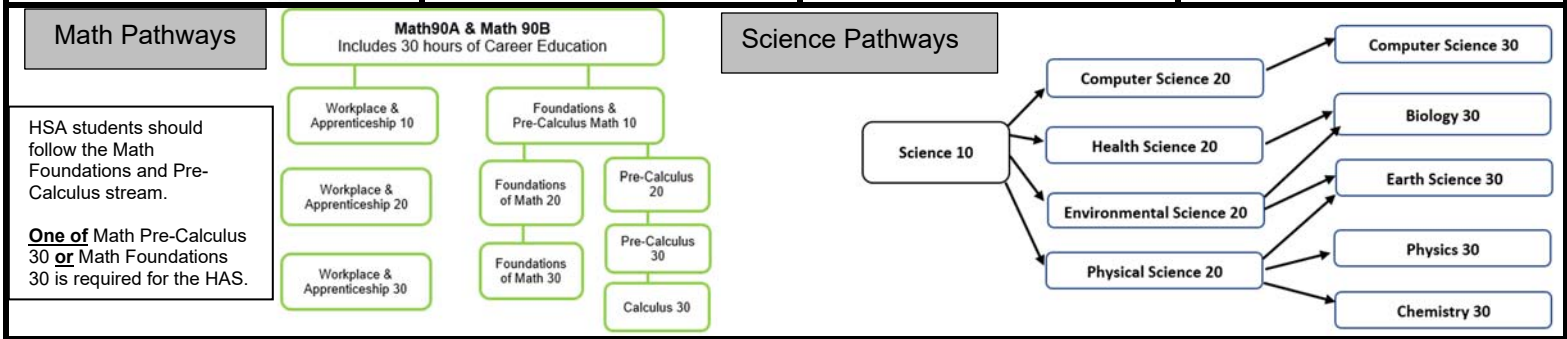 Math Pathways
Math90A & Math 90B
Includes 30 hours of Career Education
Workplace &
Apprenticeship 10
Foundations &
Pre-Calculus Math 10
HSA students should
follow the Math
Foundations and Pre-
Calculus stream.
One of Math Pre-Calculus
30 or Math Foundations
30 is required for the HAS.
Workplace &
Apprenticeship 20
Foundations
of Math 20
Pre-Calculus
20
Pre-Calculus
30
Workplace &
Apprenticeship 30
Foundations
of Math 30
Calculus 30
Science Pathways
Science 10
Computer Science 20
Health Science 20
Environmental Science 20
Physical Science 20
Computer Science 30
Biology 30
Earth Science 30
Physics 30
Chemistry 30